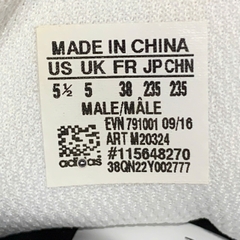 MADE IN CHINA
US UK FR JP CHN
5½ 5 38 235 235
MALE/MÂLE
EVN 791001 09/16
ART M20324
adidas #115648270
38QN22Y002777